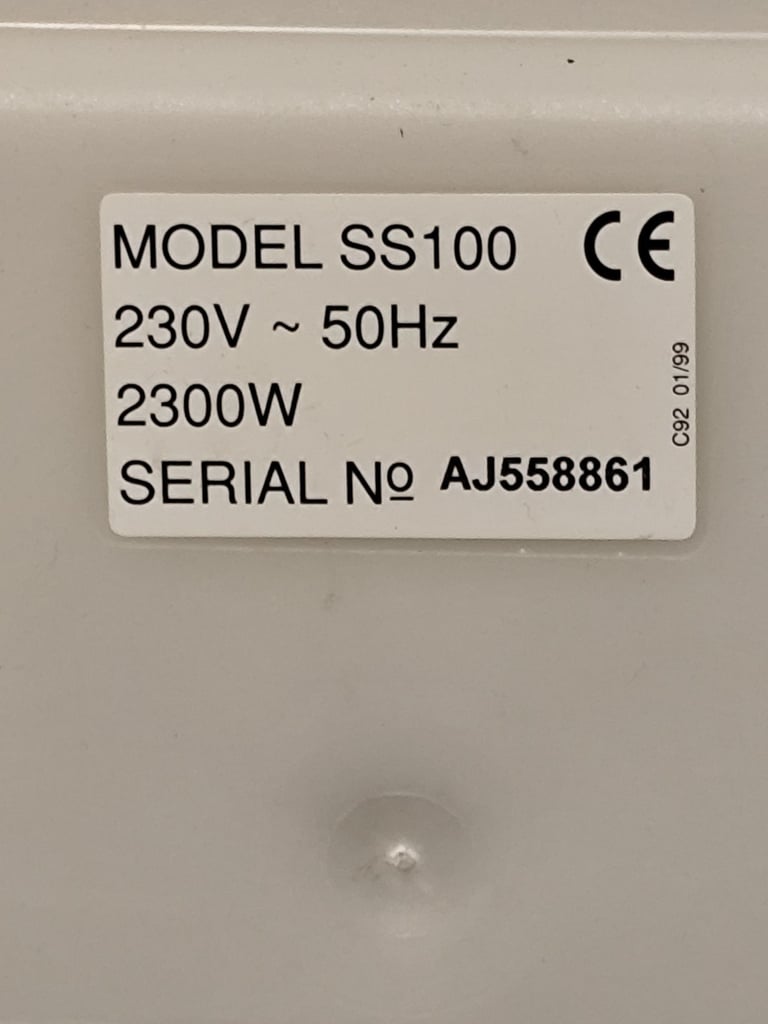 MODEL SS100 CE
230V ~ 50Hz
2300W
SERIAL Nº AJ558861
C92 01/99